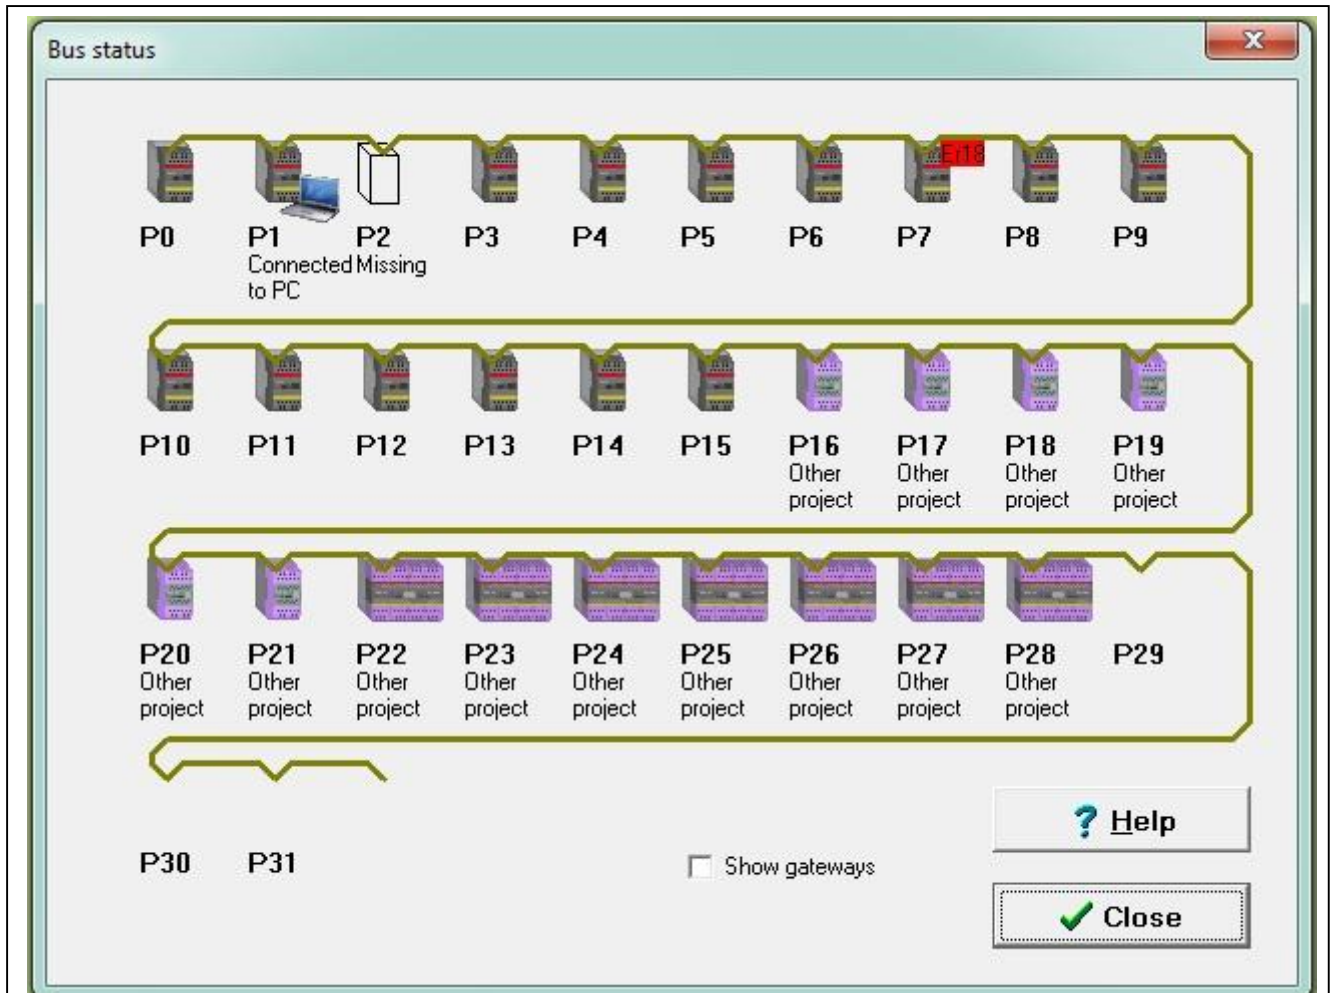 Bus status
Er18
P0 P1 P2 P3 P4 P5 P6 P7 P8 P9
Connected Missing
to PC
P10 P11 P12 P13 P14 P15 P16 P17 P18 P19
Other Other Other Other
project project project project
P20 P21 P22 P23 P24 P25 P26 P27 P28 P29
Other Other Other Other Other Other Other Other Other
project project project project project project project project project
? Help
P30 P31
Show gateways
Close